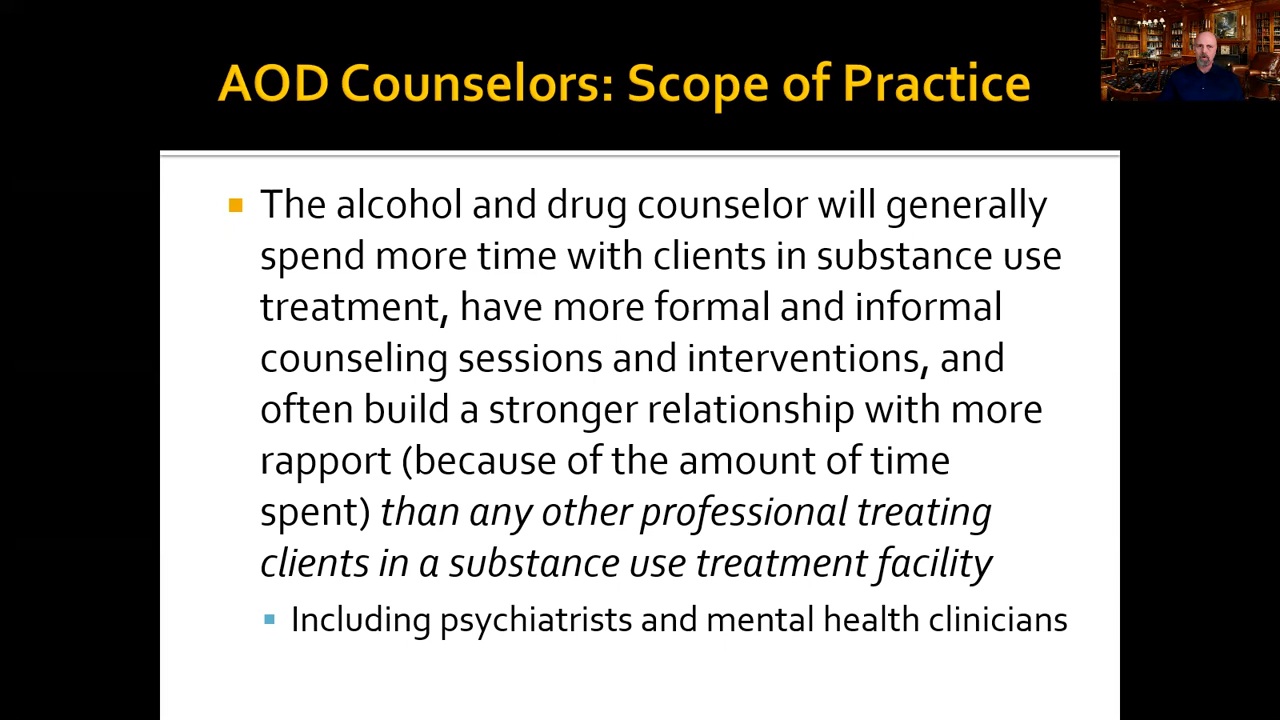 AOD Counselors: Scope of Practice
The alcohol and drug counselor will generally
spend more time with clients in substance use
treatment, have more formal and informal
counseling sessions and interventions, and
often build a stronger relationship with more
rapport (because of the amount of time
spent) than any other professional treating
clients in a substance use treatment facility
Including psychiatrists and mental health clinicians